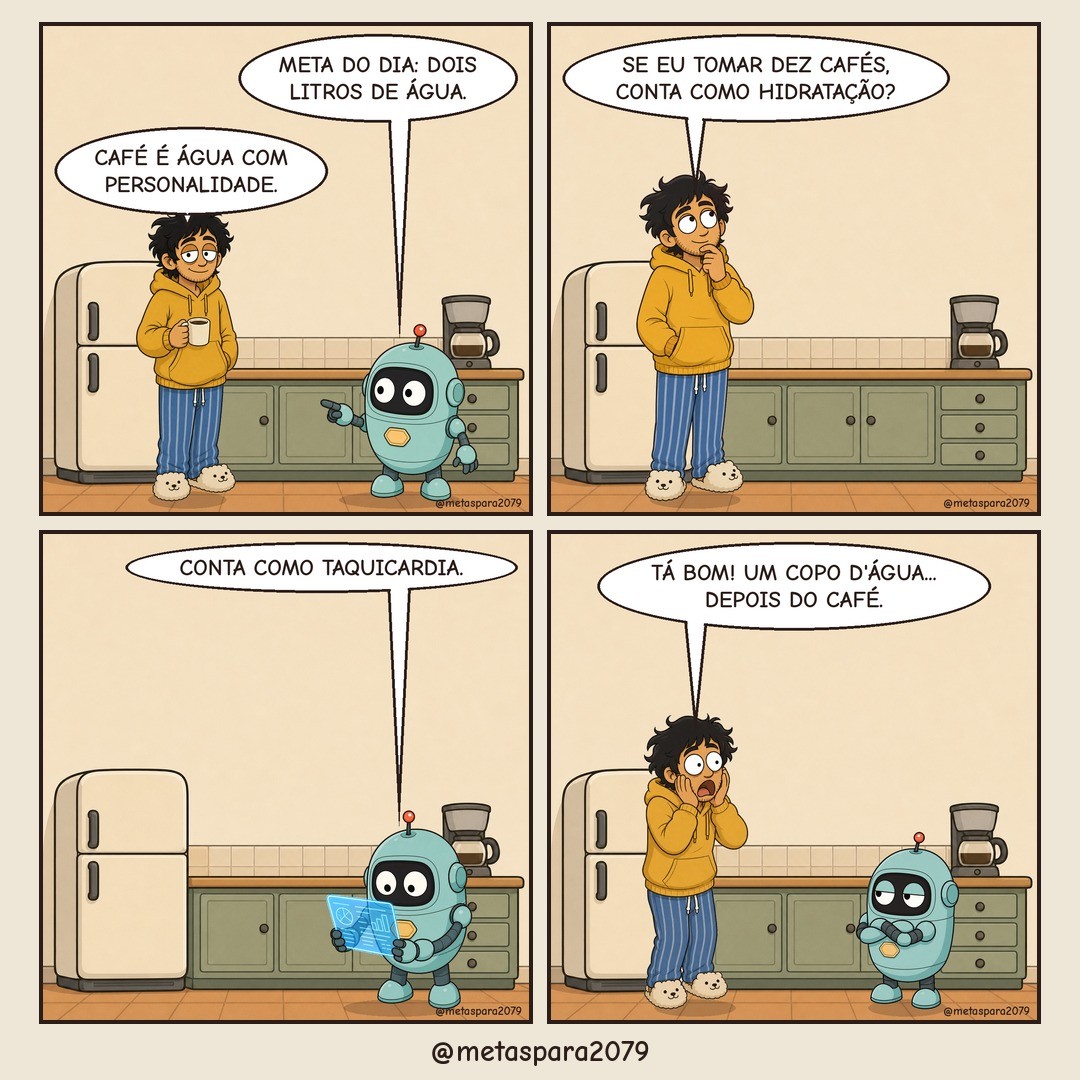 META DO DIA: DOIS
LITROS DE ÁGUA.
CAFÉ É ÁGUA COM
PERSONALIDADE.
@metaspara2079
SE EU TOMAR DEZ CAFÉS,
CONTA COMO HIDRATAÇÃO?
@metaspara2079
CONTA COMO TAQUICARDIA.
@metaspara2079
TÁ BOM! UM COPO D'ÁGUA...
DEPOIS DO CAFÉ.
@metaspara2079
@metaspara2079